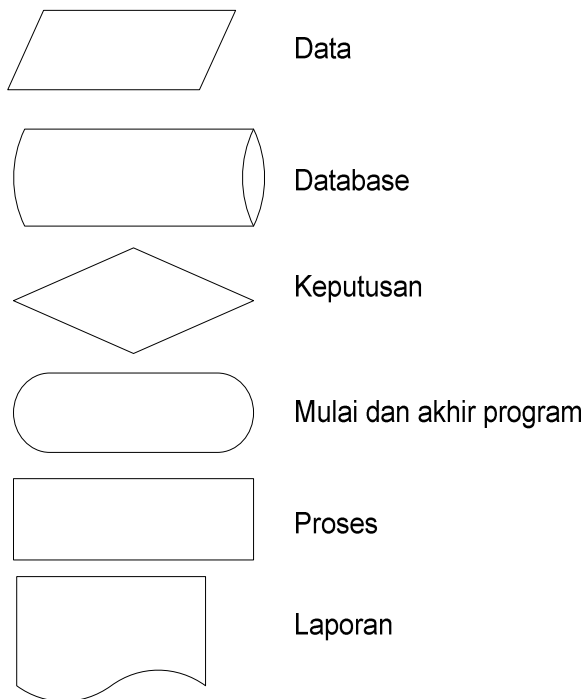 Data
Database
Keputusan
Mulai dan akhir program
Proses
Laporan